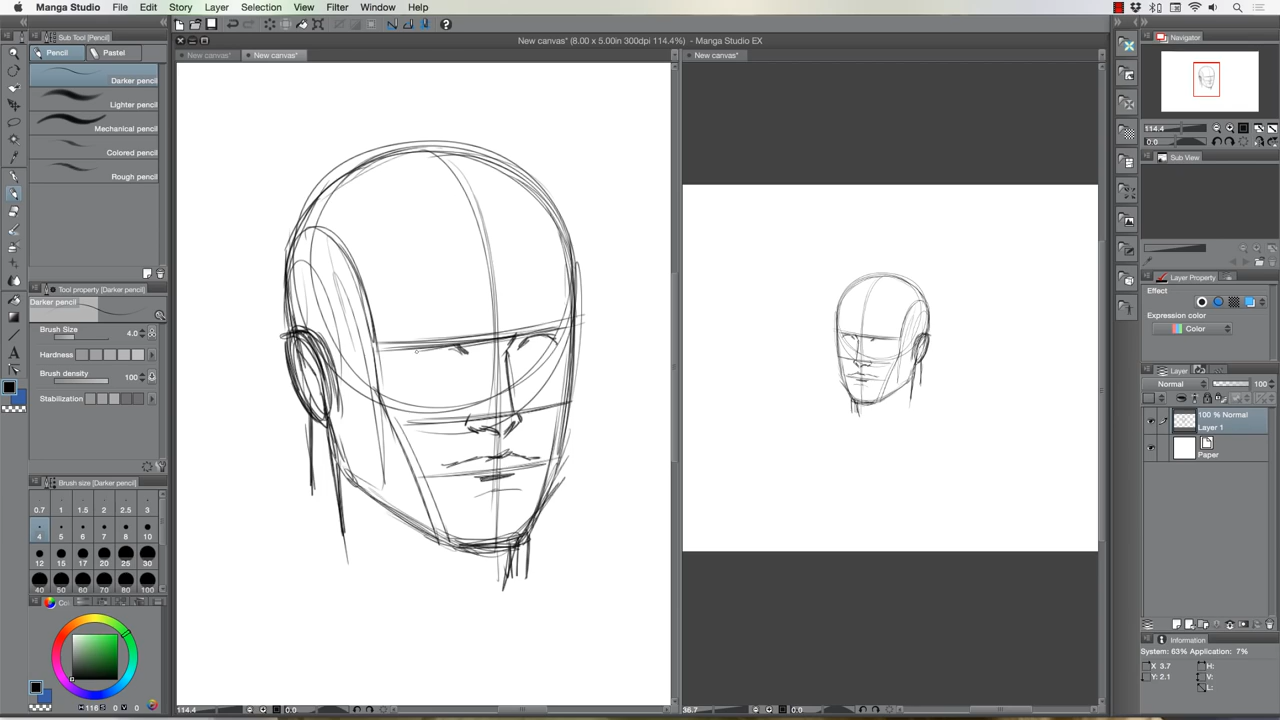 Manga Studio File Edit Story Layer Selection View Filter Window Help
Sub Tool [Pencil]
Pencil Pastel
Darker pencil
Lighter pencil
Mechanical pencil
Colored pencil
Rough pencil
Tool property [Darker pencil]
Darker pencil
Brush Size 4.0
Hardness
Brush density 100
Stabilization
Brush size [Darker pencil]
0.7 1 1.5 2 2.5 3
4 5 6 7 8 10
12 15 17 20 25 30
40 50 60 70 80 100
Col
H 116 S 0 V 0
New canvas* (8.00 x 5.00in 300dpi 114.4%) - Manga Studio EX
New canvas* New canvas*
114.4 0.0
New canvas*
36.7 0.0
Navigator
114.4
0.0
Sub View
Layer Property
Effect
Expression color
Color
Layer
Normal 100
100 % Normal
Layer 1
Paper
Information
System: 63% Application: 7%
X 3.7 H:
Y: 2.1 V:
L: